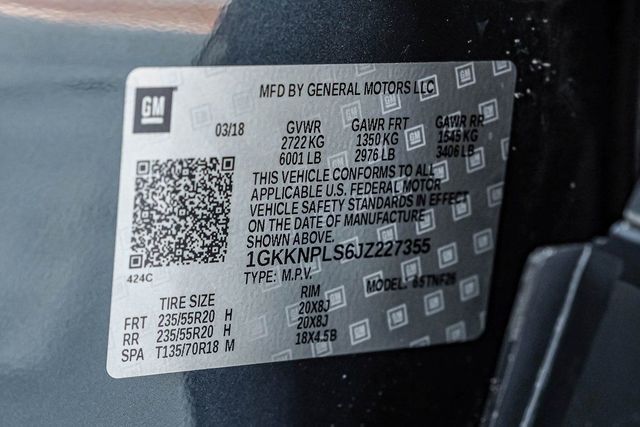 GM
MFD BY GENERAL MOTORS LLC
03/18 GVWR GAWR FRT GAWR RR
2722 KG 1350 KG 1545 KG
6001 LB 2976 LB 3406 LB
THIS VEHICLE CONFORMS TO ALL
APPLICABLE U.S. FEDERAL MOTOR
VEHICLE SAFETY STANDARDS IN EFFECT
ON THE DATE OF MANUFACTURE
SHOWN ABOVE.
1GKKNPLS6JZ227355
424C
TYPE: M.P.V. MODEL:
TIRE SIZE RIM
FRT 235/55R20 H 20X8J
RR 235/55R20 H 20X8J
SPA T135/70R18 M 18X4.5B